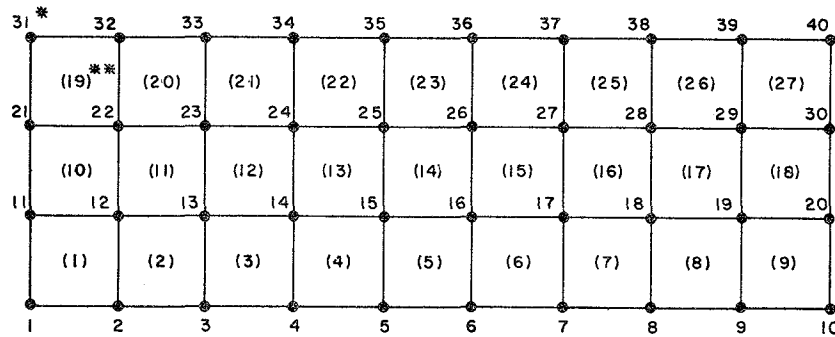 31 * 32 33 34 35 36 37 38 39 40
(19) ** (20) (21) (22) (23) (24) (25) (26) (27)
21 22 23 24 25 26 27 28 29 30
(10) (11) (12) (13) (14) (15) (16) (17) (18)
11 12 13 14 15 16 17 18 19 20
(1) (2) (3) (4) (5) (6) (7) (8) (9)
1 2 3 4 5 6 7 8 9 10